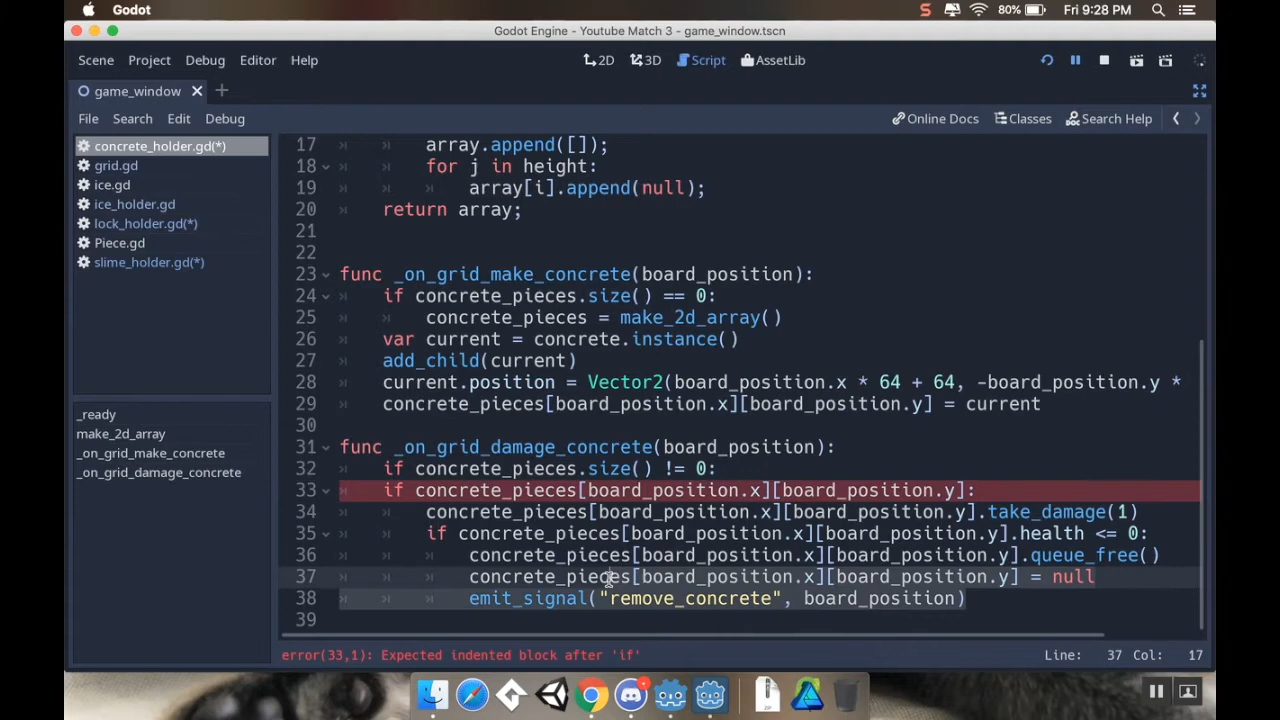 Godot 80% Fri 9:28 PM
Godot Engine - Youtube Match 3 - game_window.tscn
Scene Project Debug Editor Help 2D 3D Script AssetLib
game_window
File Search Edit Debug Online Docs Classes Search Help
concrete_holder.gd(*)
grid.gd
ice.gd
ice_holder.gd
lock_holder.gd(*)
Piece.gd
slime_holder.gd(*)
_ready
make_2d_array
_on_grid_make_concrete
_on_grid_damage_concrete
17 array.append([]);
18 for j in height:
19 array[i].append(null);
20 return array;
21
22
23 func _on_grid_make_concrete(board_position):
24 if concrete_pieces.size() == 0:
25 concrete_pieces = make_2d_array()
26 var current = concrete.instance()
27 add_child(current)
28 current.position = Vector2(board_position.x * 64 + 64, -board_position.y *
29 concrete_pieces[board_position.x][board_position.y] = current
30
31 func _on_grid_damage_concrete(board_position):
32 if concrete_pieces.size() != 0:
33 if concrete_pieces[board_position.x][board_position.y]:
34 concrete_pieces[board_position.x][board_position.y].take_damage(1)
35 if concrete_pieces[board_position.x][board_position.y].health <= 0:
36 concrete_pieces[board_position.x][board_position.y].queue_free()
37 concrete_pieces[board_position.x][board_position.y] = null
38 emit_signal("remove_concrete", board_position)
39
error(33,1): Expected indented block after 'if' Line: 37 Col: 17